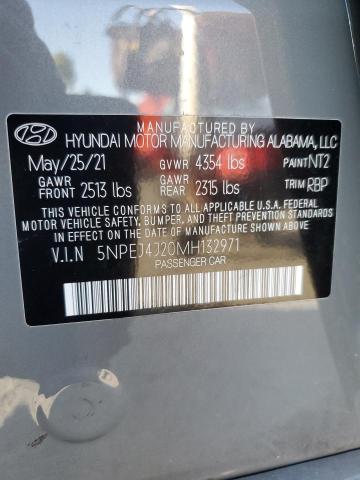 MANUFACTURED BY
HYUNDAI MOTOR MANUFACTURING ALABAMA, LLC
May/25/21 GVWR 4354 lbs PAINT NT2
GAWR FRONT 2513 lbs GAWR REAR 2315 lbs TRIM RBP
THIS VEHICLE CONFORMS TO ALL APPLICABLE U.S.A FEDERAL
MOTOR VEHICLE SAFETY, BUMPER, AND THEFT PREVENTION STANDARDS
IN EFFECT ON THE DATE OF MANUFACTURE SHOWN ABOVE.
V.I.N 5NPEJ4J20MH132971
PASSENGER CAR